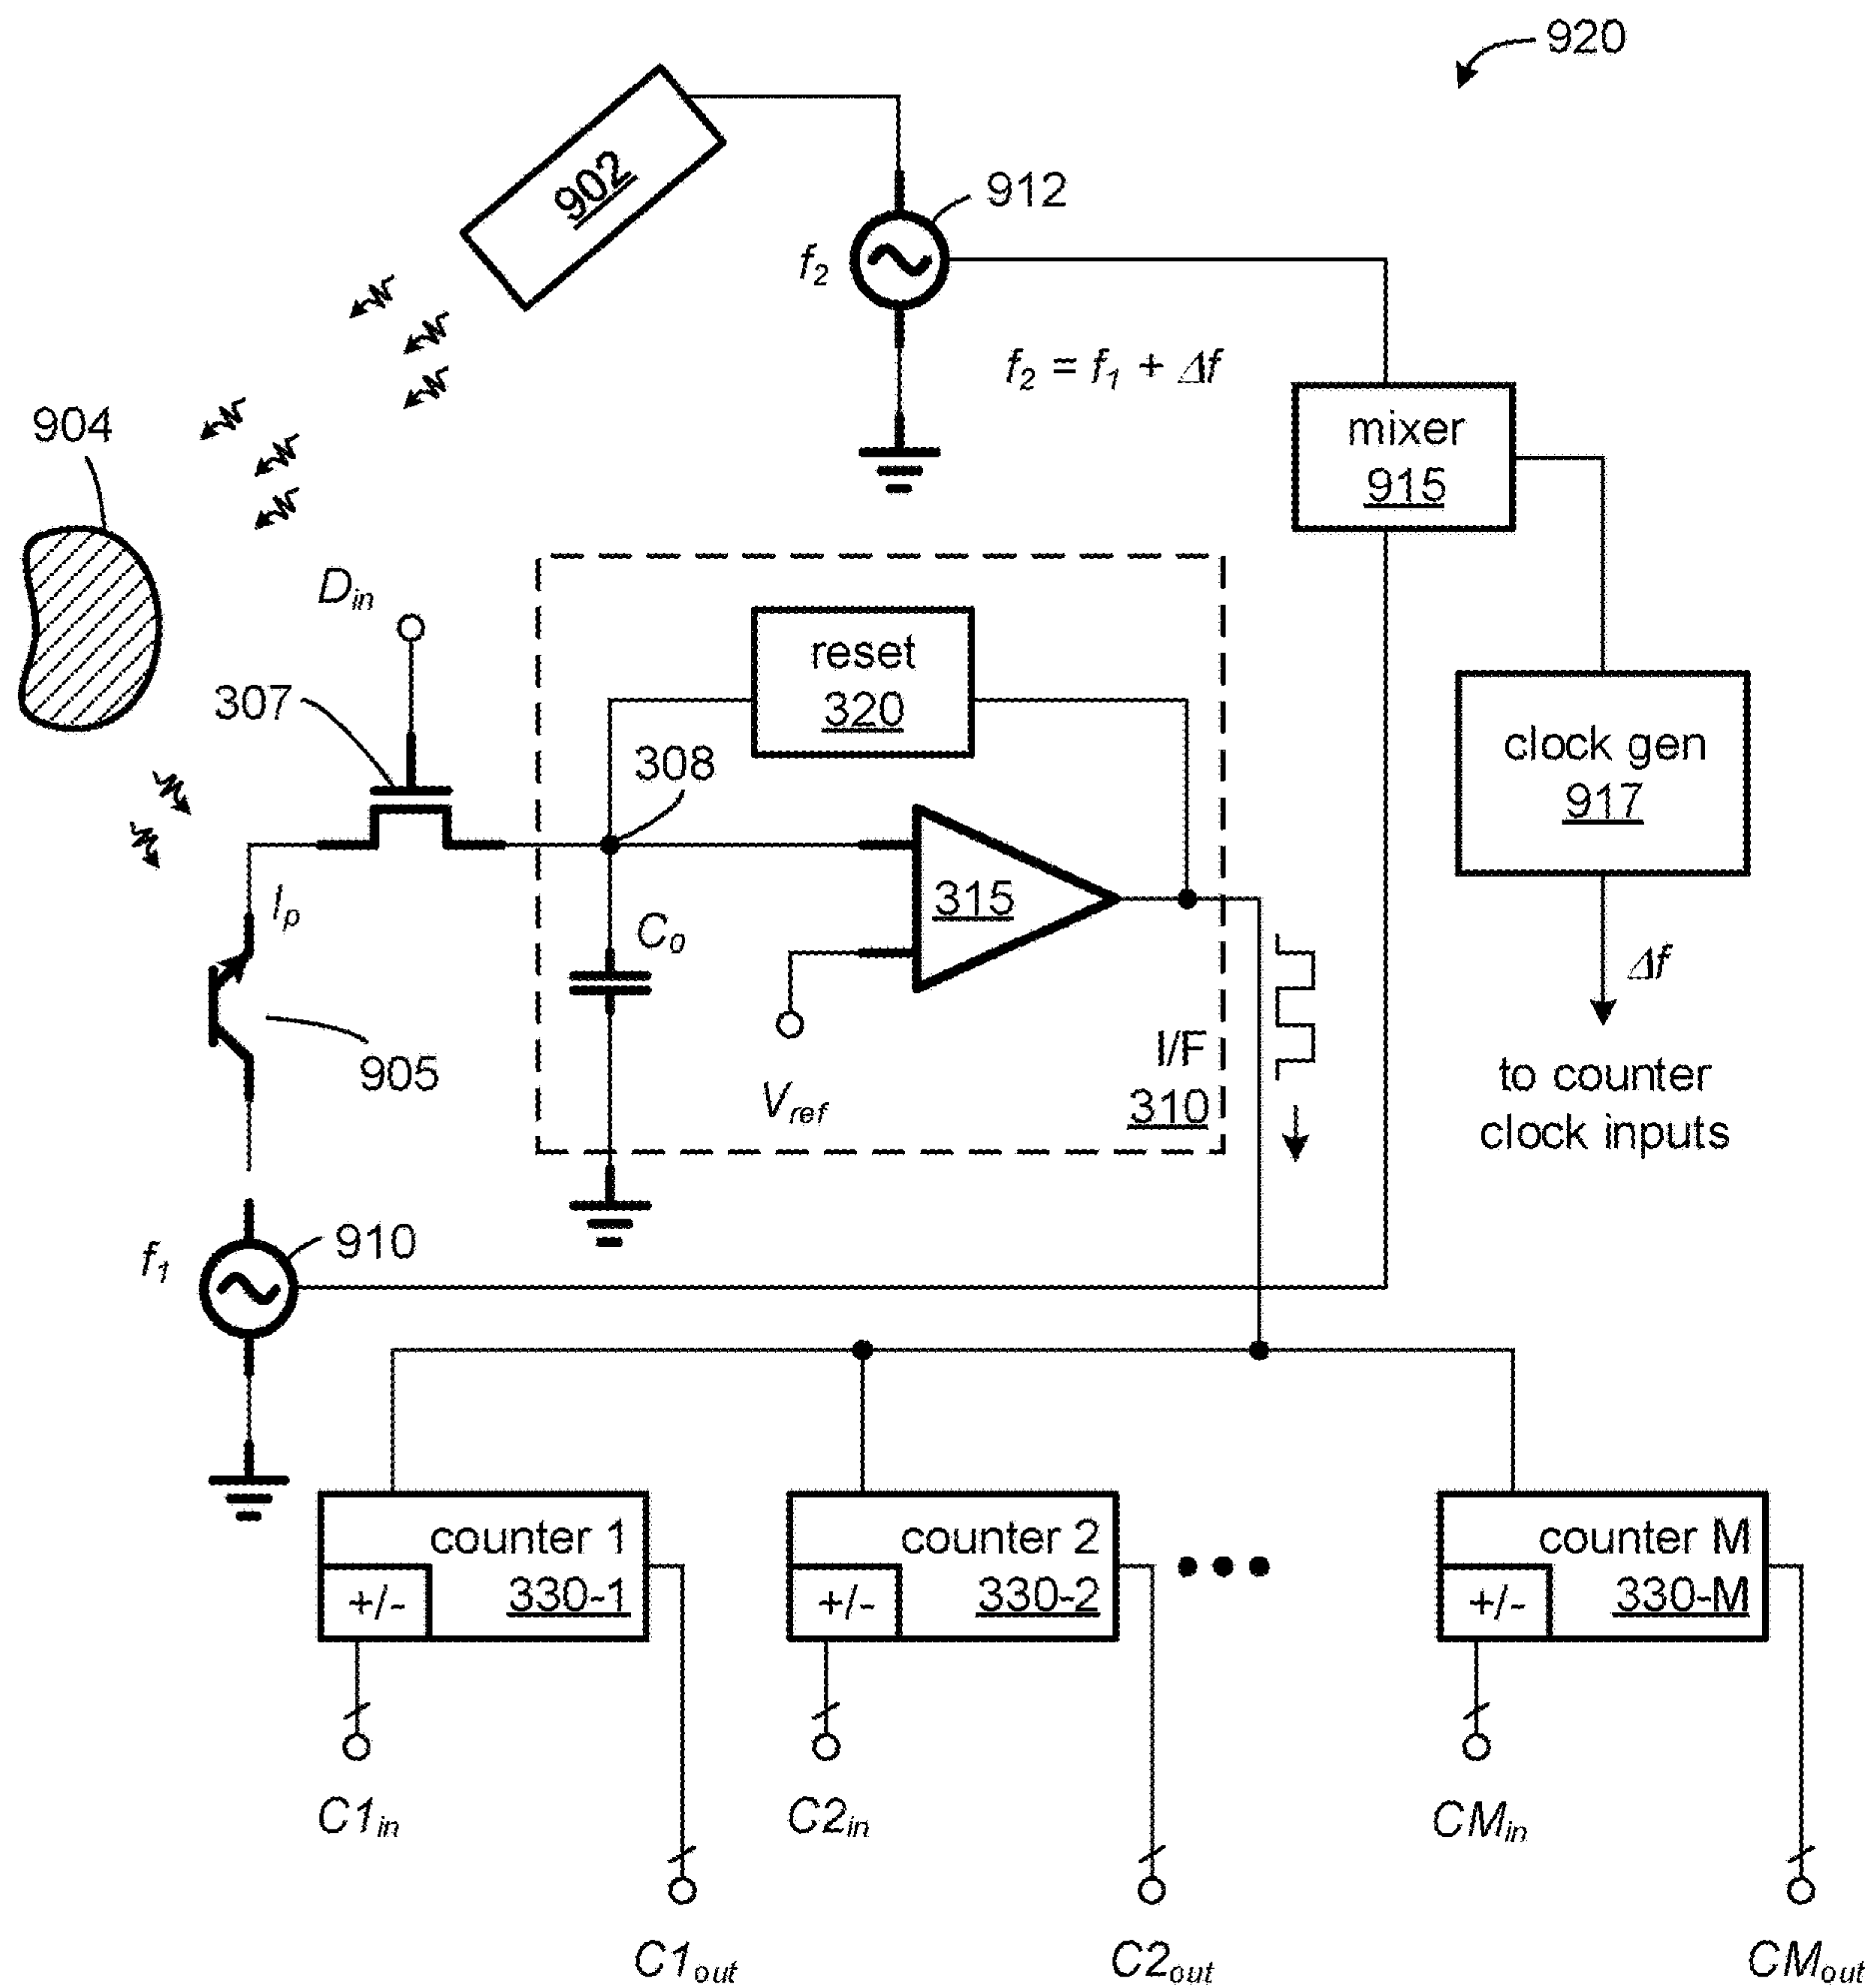 920
902
912
f2
f2 = f1 + Δf
mixer
915
904
Din
reset
320
307
308
clock gen
917
315
Ip
Co
Δf
I/F
310
905
Vref
to counter
clock inputs
910
f1
counter 1
330-1
+/-
counter 2
330-2
+/-
counter M
330-M
+/-
C1in
C2in
CMin
C1out
C2out
CMout